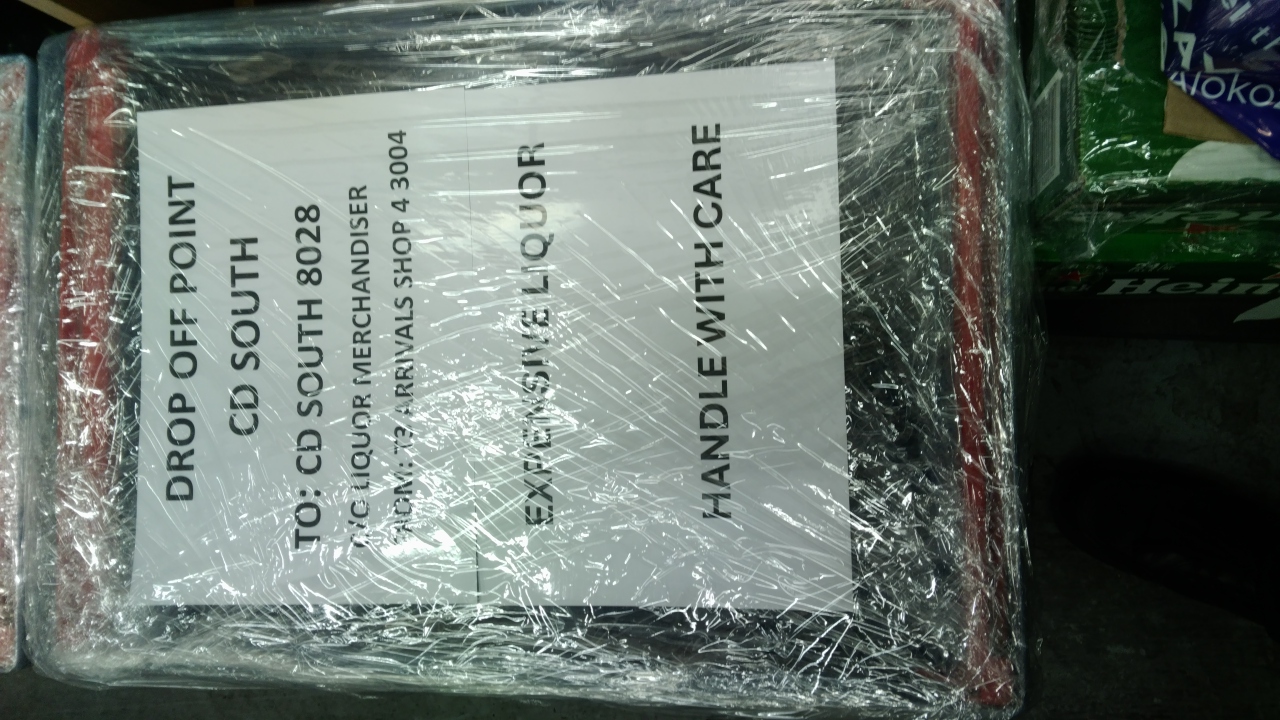 DROP OFF POINT
CD SOUTH
TO: CD SOUTH 8028
LIQUOR MERCHANDISER
ARRIVALS SHOP 4 3004
EXPENSIVE LIQUOR
HANDLE WITH CARE